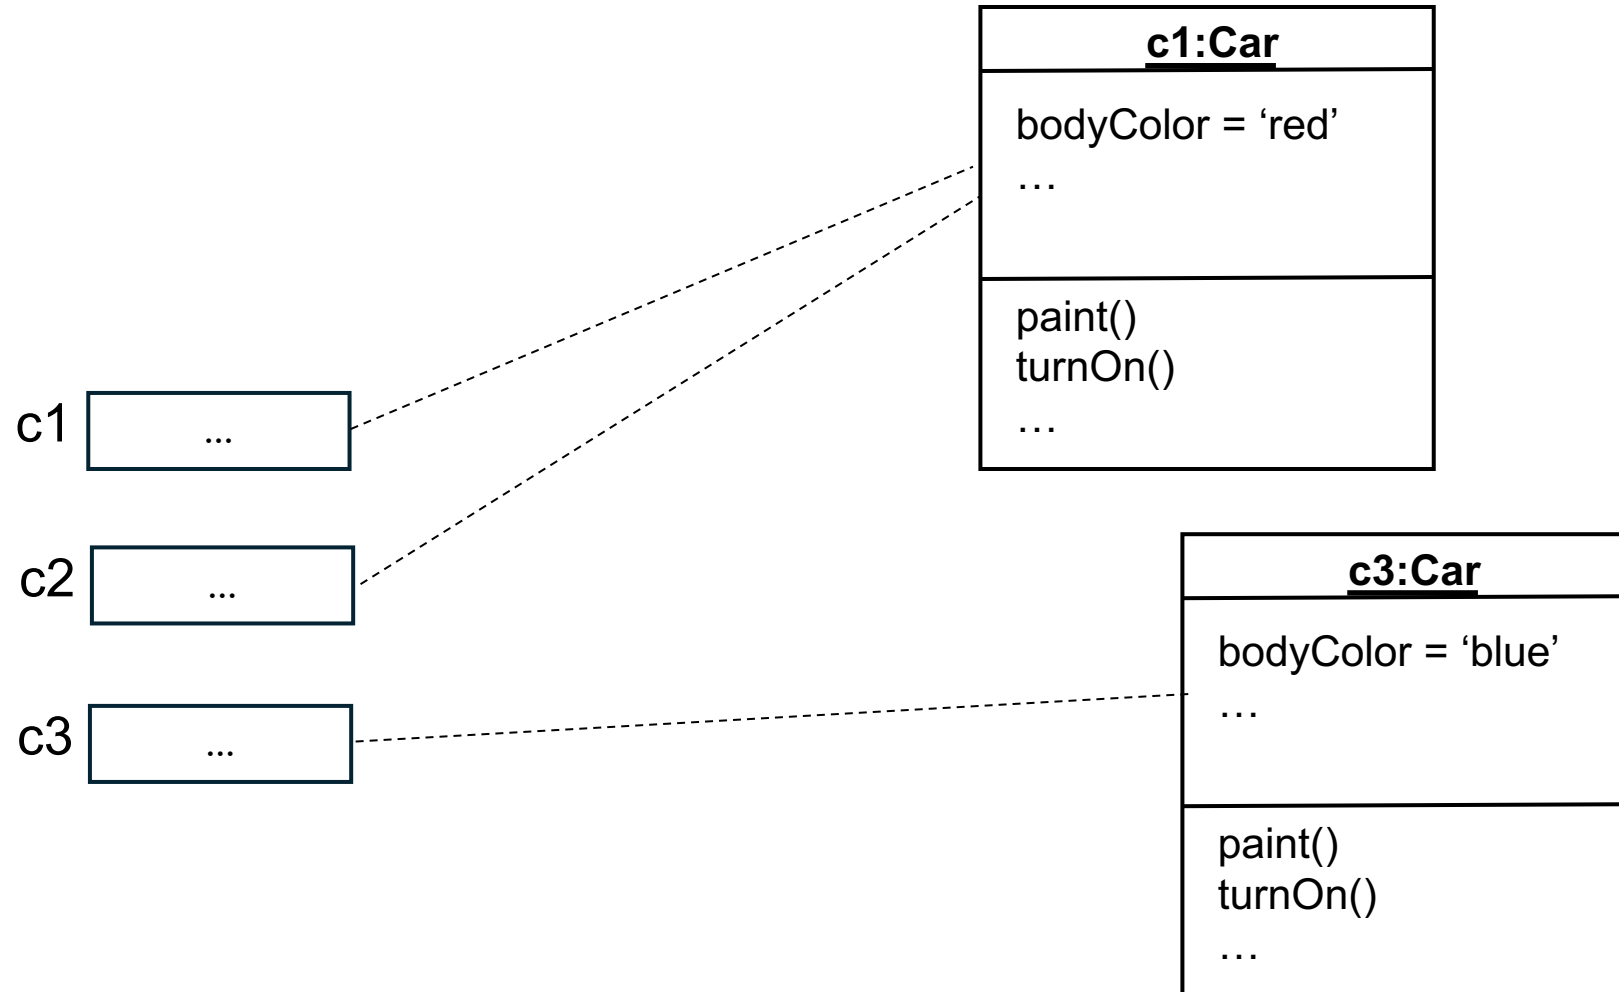 c1:Car
bodyColor = ‘red’
…
paint()
turnOn()
…
c1
...
c2
...
c3
...
c3:Car
bodyColor = ‘blue’
…
paint()
turnOn()
…